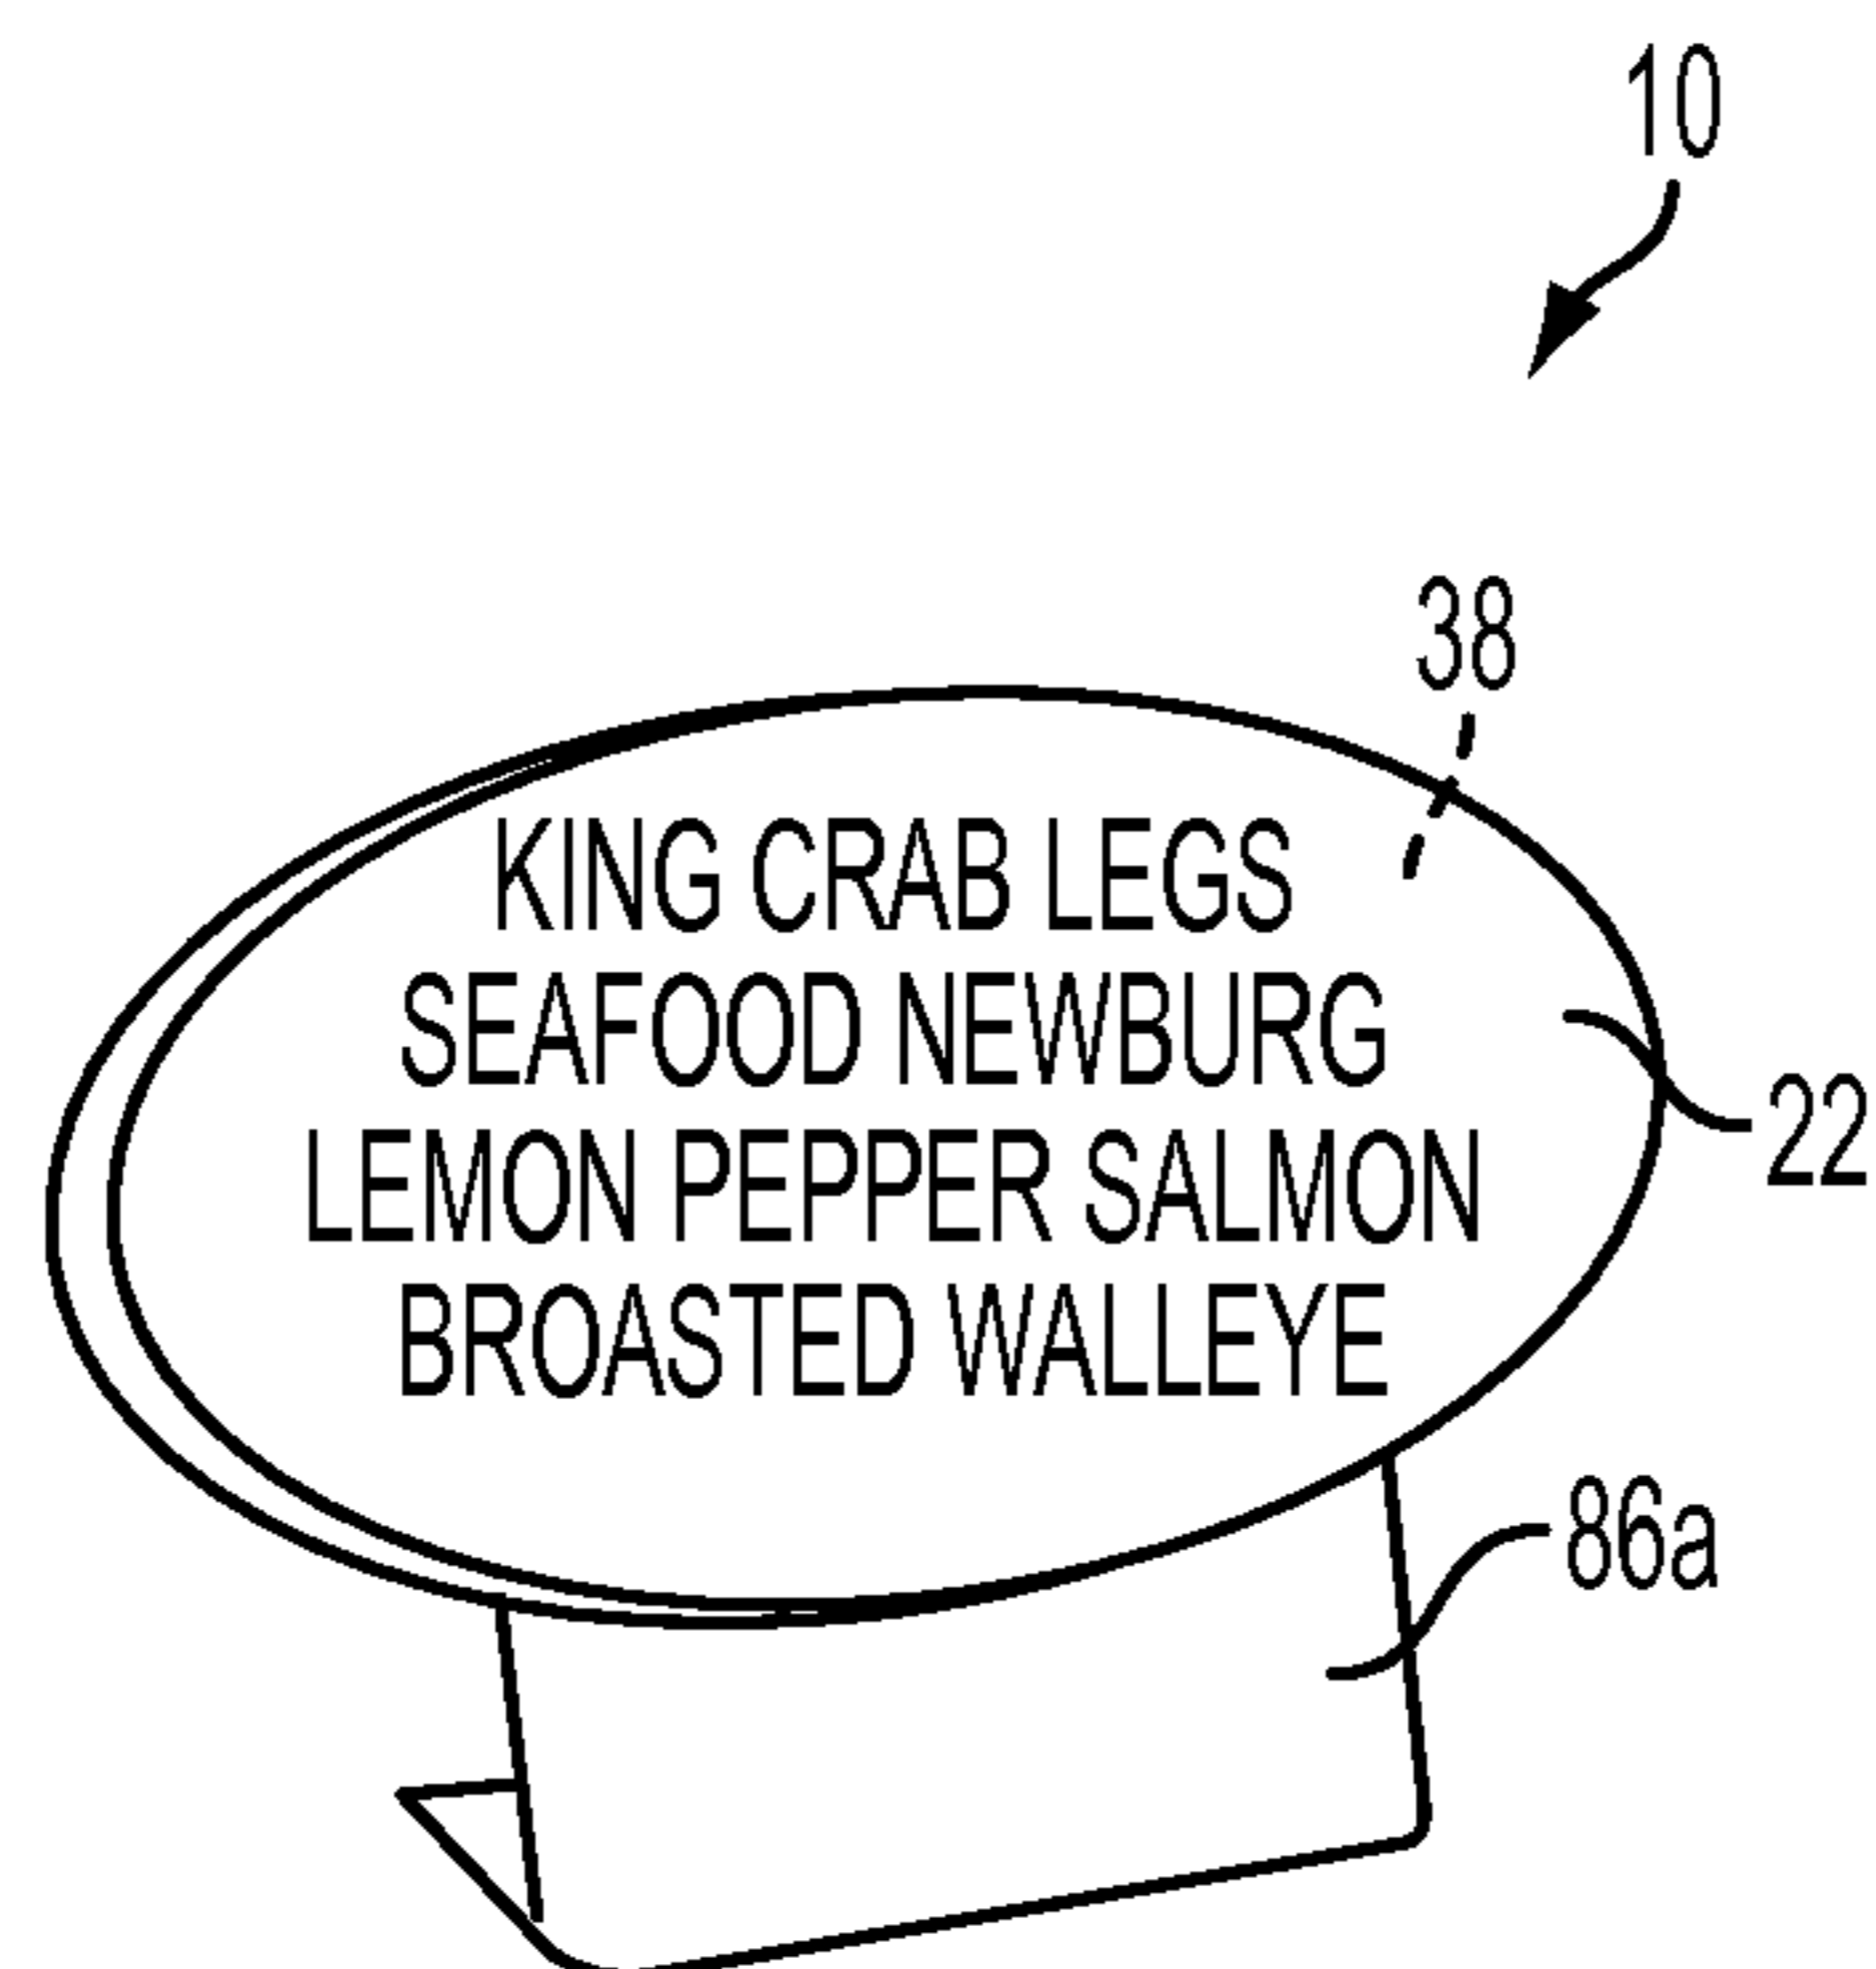 10
38
KING CRAB LEGS
SEAFOOD NEWBURG
22
LEMON PEPPER SALMON
BROASTED WALLEYE
86a